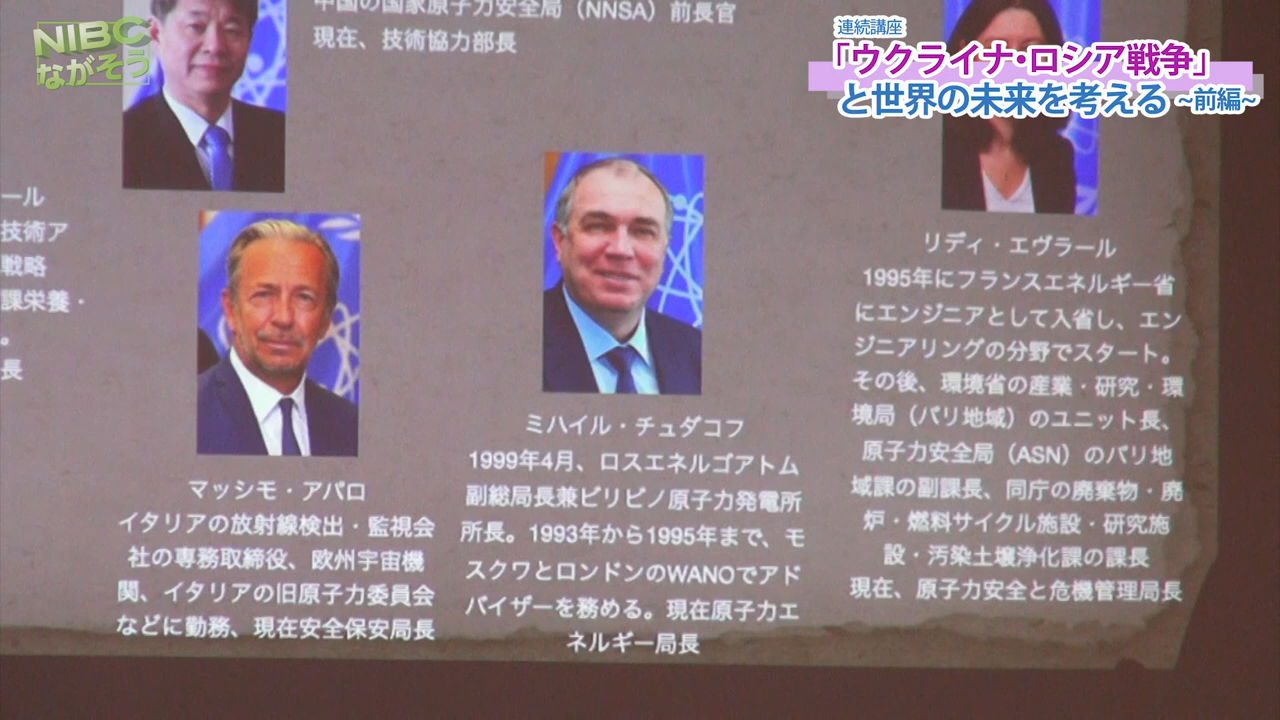 NIBC
ながそう
連続講座
「ウクライナ・ロシア戦争」
と世界の未来を考える ~前編~
中国の国家原子力安全局（NNSA）前長官
現在、技術協力部長
ール
技術ア
戦略
課栄養・
。
長
マッシモ・アパロ
イタリアの放射線検出・監視会
社の専務取締役、欧州宇宙機
関、イタリアの旧原子力委員会
などに勤務、現在安全保安局長
ミハイル・チュダコフ
1999年4月、ロスエネルゴアトム
副総局長兼ビリビノ原子力発電所
所長。1993年から1995年まで、モ
スクワとロンドンのWANOでアド
バイザーを務める。現在原子力エ
ネルギー局長
リディ・エヴラール
1995年にフランスエネルギー省
にエンジニアとして入省し、エン
ジニアリングの分野でスタート。
その後、環境省の産業・研究・環
境局（パリ地域）のユニット長、
原子力安全局（ASN）のパリ地
域課の副課長、同庁の廃棄物・廃
炉・燃料サイクル施設・研究施
設・汚染土壌浄化課の課長
現在、原子力安全と危機管理局長